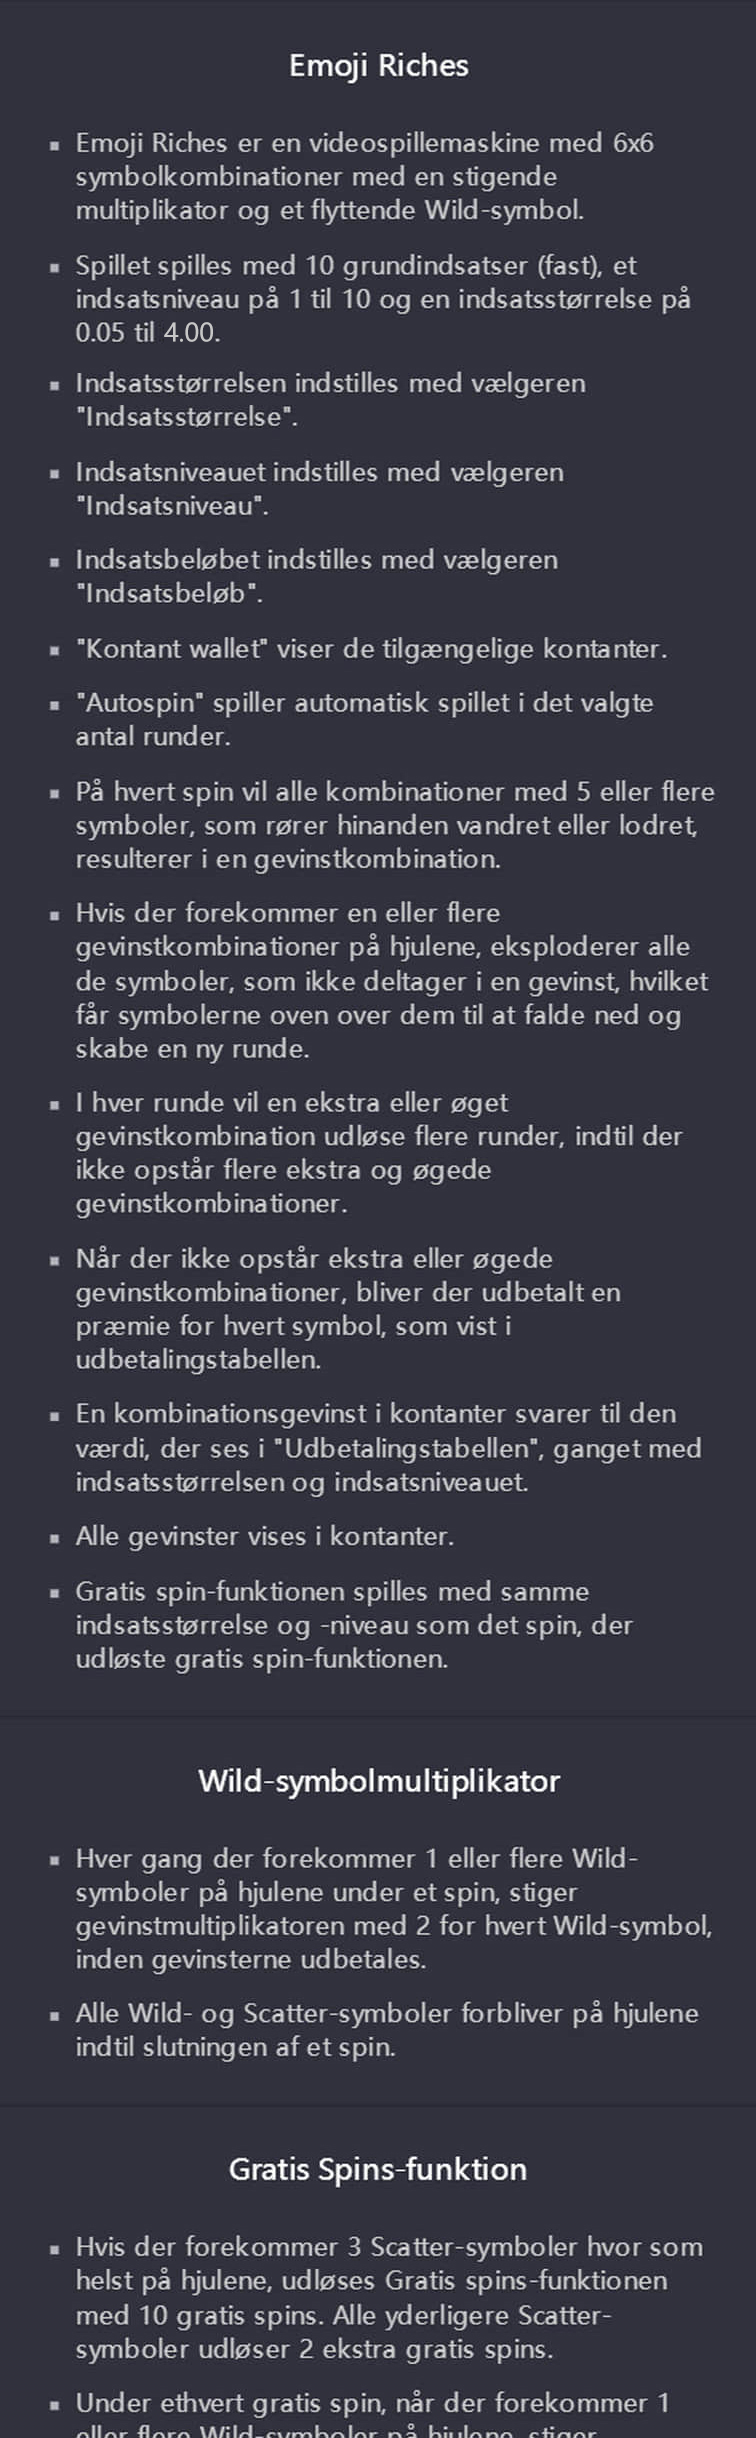 Emoji Riches
▪ Emoji Riches er en videospillemaskine med 6x6
symbolkombinationer med en stigende
multiplikator og et flyttende Wild-symbol.
▪ Spillet spilles med 10 grundindsatser (fast), et
indsatsniveau på 1 til 10 og en indsatsstørrelse på
0.05 til 4.00.
▪ Indsatsstørrelsen indstilles med vælgeren
"Indsatsstørrelse".
▪ Indsatsniveauet indstilles med vælgeren
"Indsatsniveau".
▪ Indsatsbeløbet indstilles med vælgeren
"Indsatsbeløb".
▪ "Kontant wallet" viser de tilgængelige kontanter.
▪ "Autospin" spiller automatisk spillet i det valgte
antal runder.
▪ På hvert spin vil alle kombinationer med 5 eller flere
symboler, som rører hinanden vandret eller lodret,
resulterer i en gevinstkombination.
▪ Hvis der forekommer en eller flere
gevinstkombinationer på hjulene, eksploderer alle
de symboler, som ikke deltager i en gevinst, hvilket
får symbolerne oven over dem til at falde ned og
skabe en ny runde.
▪ I hver runde vil en ekstra eller øget
gevinstkombination udløse flere runder, indtil der
ikke opstår flere ekstra og øgede
gevinstkombinationer.
▪ Når der ikke opstår ekstra eller øgede
gevinstkombinationer, bliver der udbetalt en
præmie for hvert symbol, som vist i
udbetalingstabellen.
▪ En kombinationsgevinst i kontanter svarer til den
værdi, der ses i "Udbetalingstabellen", ganget med
indsatsstørrelsen og indsatsniveauet.
▪ Alle gevinster vises i kontanter.
▪ Gratis spin-funktionen spilles med samme
indsatsstørrelse og -niveau som det spin, der
udløste gratis spin-funktionen.
Wild-symbolmultiplikator
▪ Hver gang der forekommer 1 eller flere Wild-
symboler på hjulene under et spin, stiger
gevinstmultiplikatoren med 2 for hvert Wild-symbol,
inden gevinsterne udbetales.
▪ Alle Wild- og Scatter-symboler forbliver på hjulene
indtil slutningen af et spin.
Gratis Spins-funktion
▪ Hvis der forekommer 3 Scatter-symboler hvor som
helst på hjulene, udløses Gratis spins-funktionen
med 10 gratis spins. Alle yderligere Scatter-
symboler udløser 2 ekstra gratis spins.
▪ Under ethvert gratis spin, når der forekommer 1
eller flere Wild-symboler på hjulene, stiger